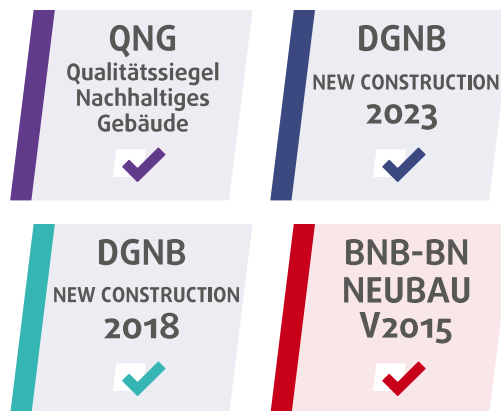 QNG
Qualitätssiegel
Nachhaltiges
Gebäude
DGNB
NEW CONSTRUCTION
2023
DGNB
NEW CONSTRUCTION
2018
BNB-BN
NEUBAU
V2015